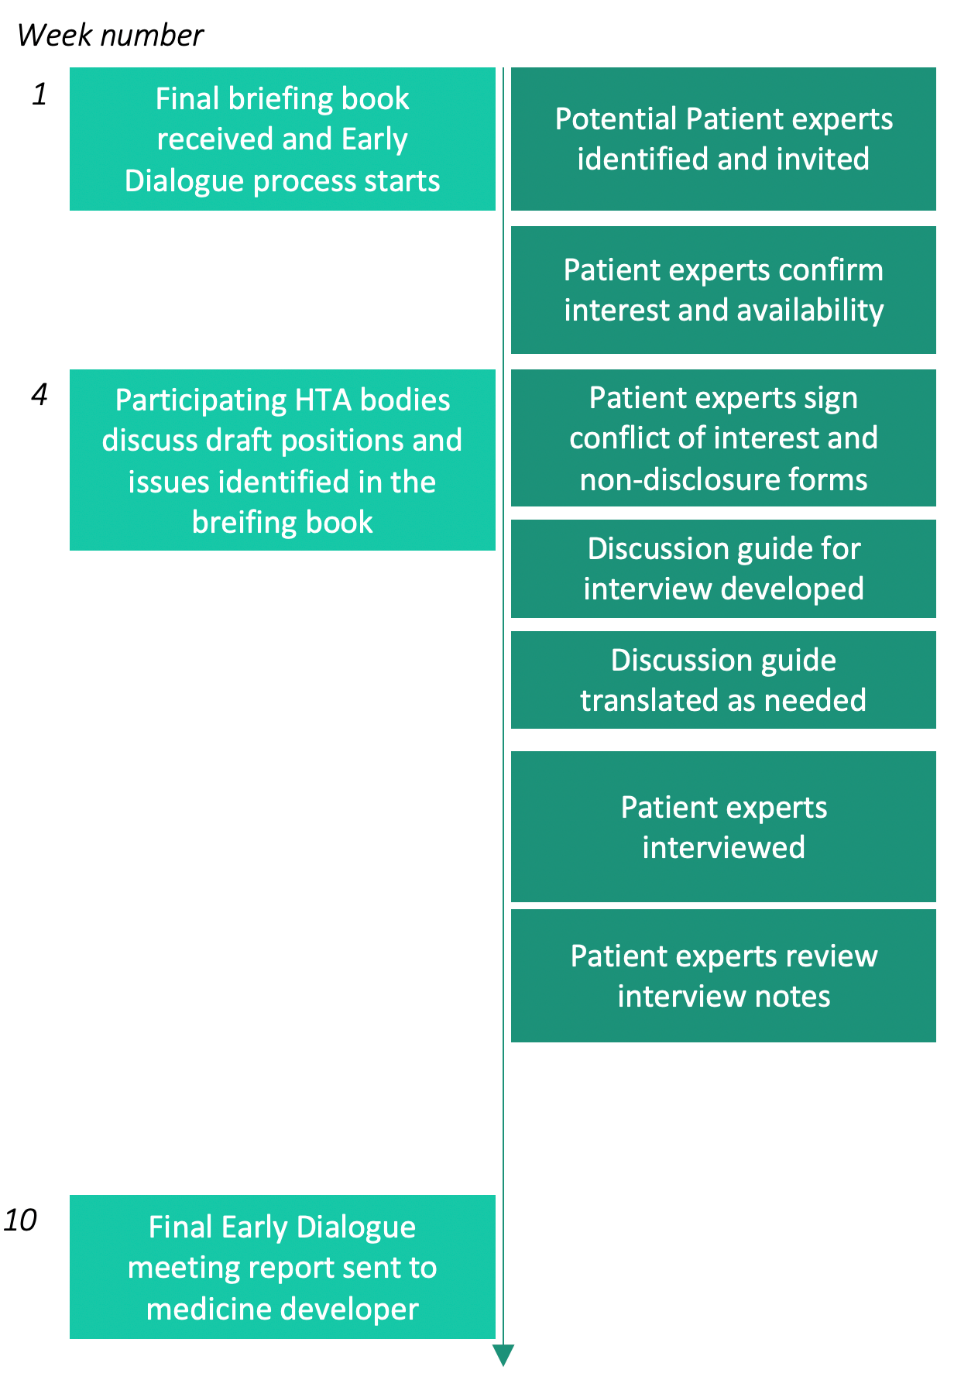 Week number
1
Final briefing book
received and Early
Dialogue process starts
Potential Patient experts
identified and invited
Patient experts confirm
interest and availability
4
Participating HTA bodies
discuss draft positions and
issues identified in the
breifing book
Patient experts sign
conflict of interest and
non-disclosure forms
Discussion guide for
interview developed
Discussion guide
translated as needed
Patient experts
interviewed
Patient experts review
interview notes
10
Final Early Dialogue
meeting report sent to
medicine developer